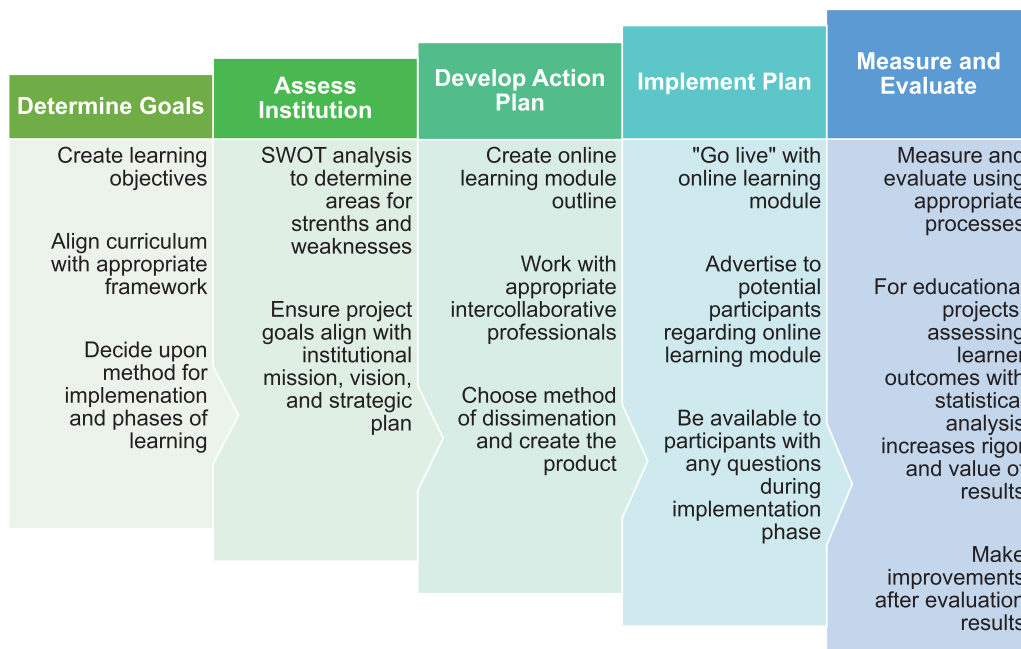 Determine Goals
Create learning
objectives
Align curriculum
with appropriate
framework
Decide upon
method for
implemenation
and phases of
learning
Assess
Institution
SWOT analysis
to determine
areas for
strenths and
weaknesses
Ensure project
goals align with
institutional
mission, vision,
and strategic
plan
Develop Action
Plan
Create online
learning module
outline
Work with
appropriate
intercollaborative
professionals
Choose method
of dissimenation
and create the
product
Implement Plan
"Go live" with
online learning
module
Advertise to
potential
participants
regarding online
learning module
Be available to
participants with
any questions
during
implementation
phase
Measure and
Evaluate
Measure and
evaluate using
appropriate
processes
For educational
projects
assessing
learner
outcomes with
statistical
analysis
increases rigor
and value of
results
Make
improvements
after evaluation
results